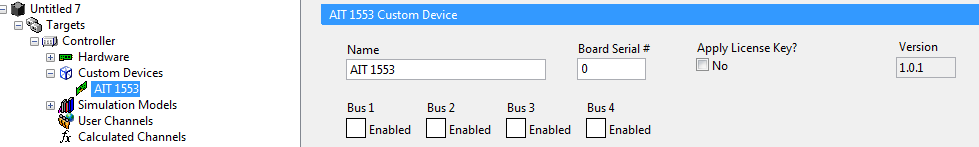 Untitled 7
Targets
Controller
Hardware
Custom Devices
AIT 1553
Simulation Models
User Channels
fx Calculated Channels
AIT 1553 Custom Device
Name Board Serial # Apply License Key? Version
AIT 1553 0 No 1.0.1
Bus 1 Bus 2 Bus 3 Bus 4
Enabled Enabled Enabled Enabled